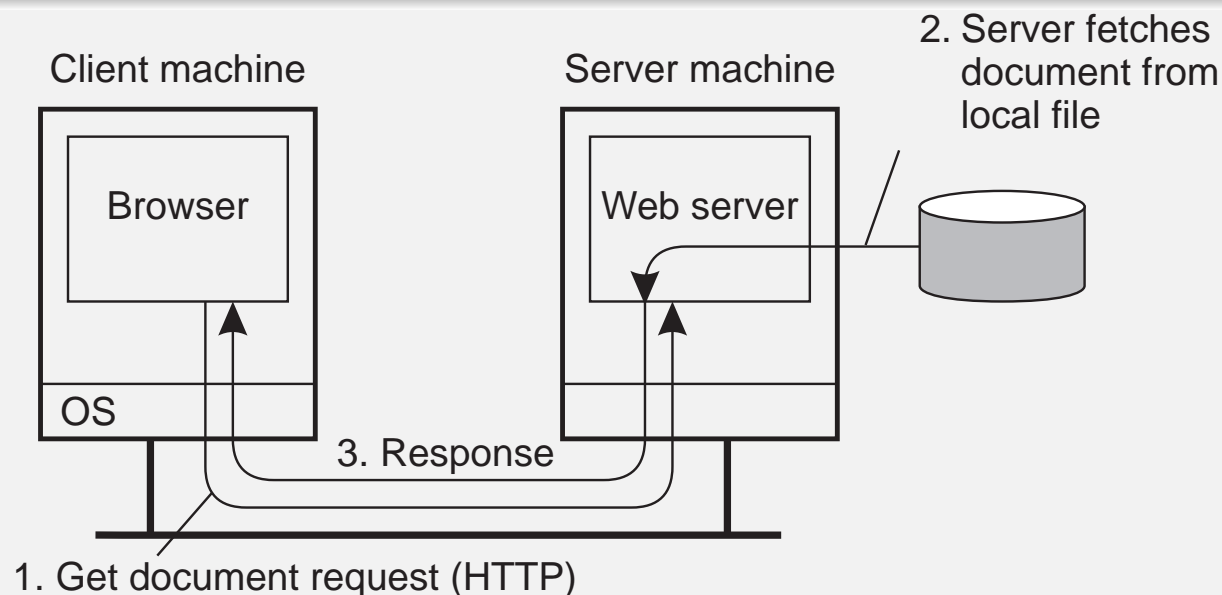 2. Server fetches
document from
local file
Client machine
Server machine
Browser
Web server
OS
3. Response
1. Get document request (HTTP)